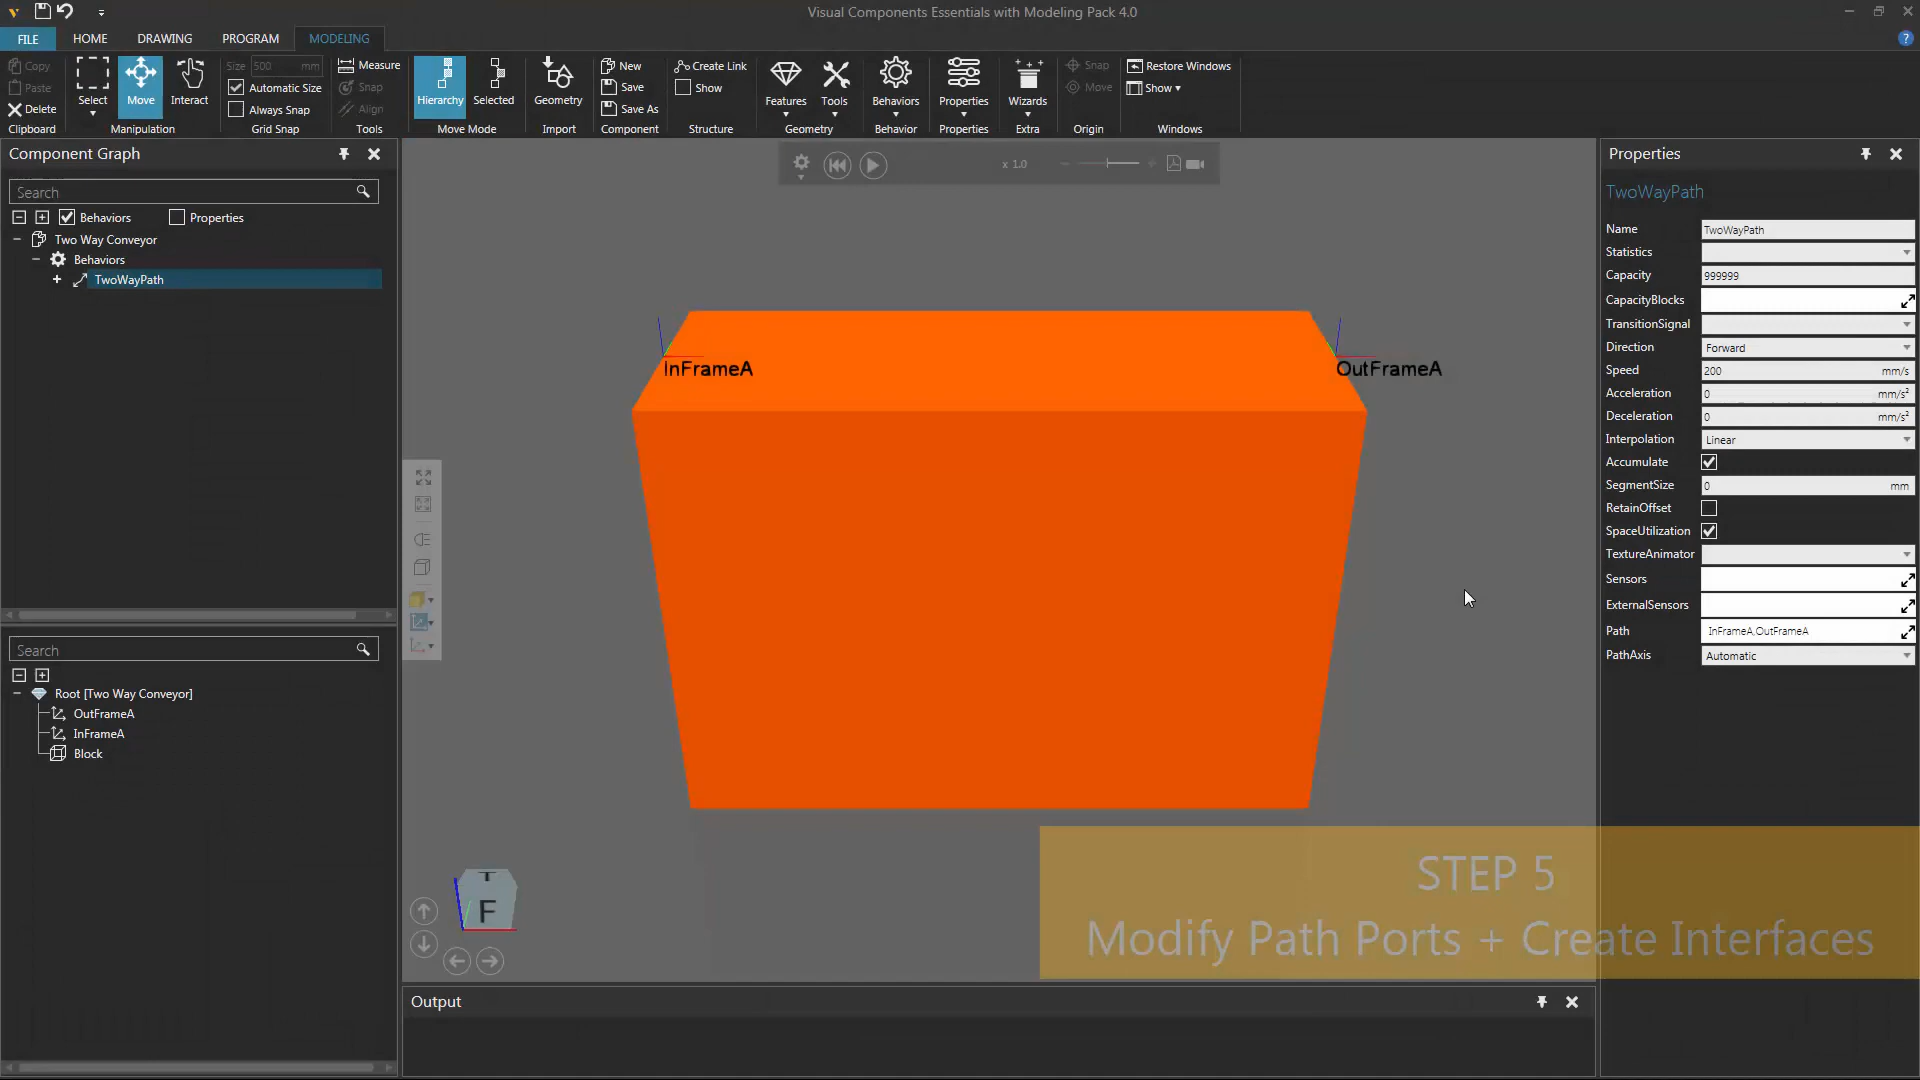 Visual Components Essentials with Modeling Pack 4.0
FILE HOME DRAWING PROGRAM MODELING
Copy
Paste
Delete
Clipboard
Select
Move
Interact
Manipulation
Size 500 mm
Automatic Size
Always Snap
Grid Snap
Measure
Snap
Align
Tools
Hierarchy
Selected
Move Mode
Geometry
Import
New
Save
Save As
Component
Create Link
Show
Structure
Features
Tools
Geometry
Behaviors
Behavior
Properties
Properties
Wizards
Extra
Snap
Move
Origin
Restore Windows
Show
Windows
Component Graph
Search
Behaviors Properties
Two Way Conveyor
Behaviors
TwoWayPath
Search
Root [Two Way Conveyor]
OutFrameA
InFrameA
Block
x 1.0
InFrameA
OutFrameA
T
F
STEP 5
Modify Path Ports + Create Interfaces
Output
Properties
TwoWayPath
Name TwoWayPath
Statistics
Capacity 999999
CapacityBlocks
TransitionSignal
Direction Forward
Speed 200 mm/s
Acceleration 0 mm/s²
Deceleration 0 mm/s²
Interpolation Linear
Accumulate
SegmentSize 0 mm
RetainOffset
SpaceUtilization
TextureAnimator
Sensors
ExternalSensors
Path InFrameA,OutFrameA
PathAxis Automatic